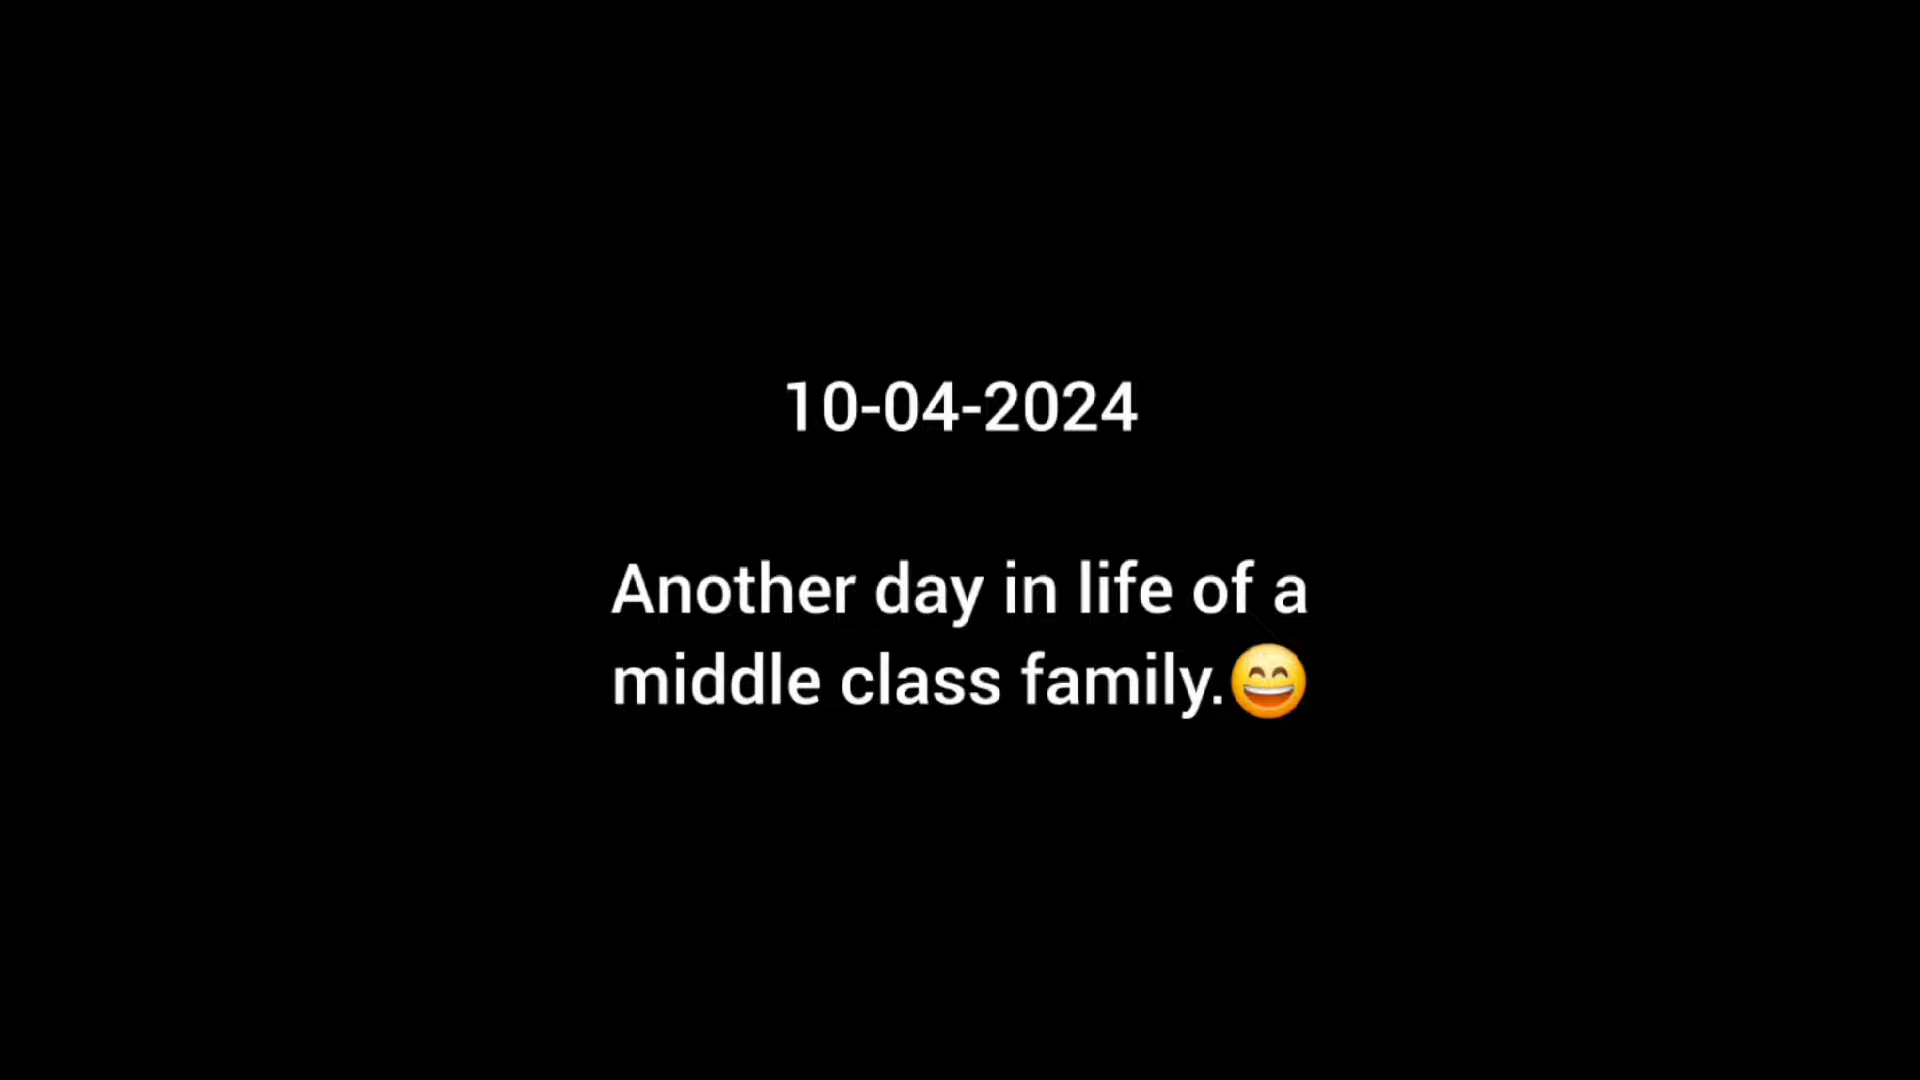 10-04-2024
Another day in life of a
middle class family.😄